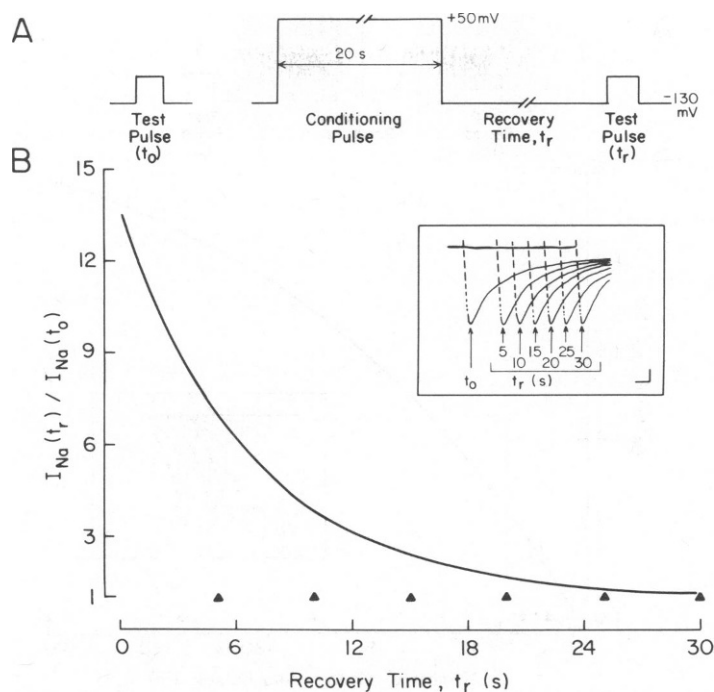 A
+50mV
20 s
-130
mV
Test
Pulse
(t₀)
Conditioning
Pulse
Recovery
Time, tᵣ
Test
Pulse
(tᵣ)
B
15
12
9
6
3
1
I_Na(tᵣ) / I_Na(t₀)
5 15 25
10 20 30
t₀
tᵣ (s)
0 6 12 18 24 30
Recovery Time, tᵣ (s)